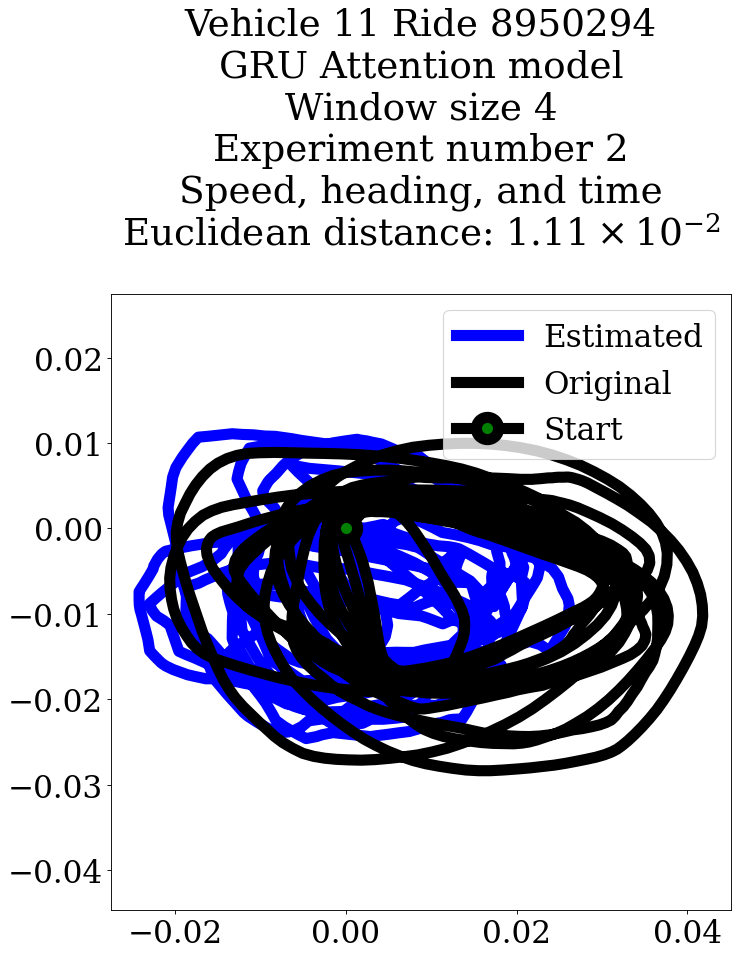 Vehicle 11 Ride 8950294
GRU Attention model
Window size 4
Experiment number 2
Speed, heading, and time
Euclidean distance: 1.11 × 10⁻²
Estimated
Original
Start
0.02
0.01
0.00
−0.01
−0.02
−0.03
−0.04
−0.02
0.00
0.02
0.04